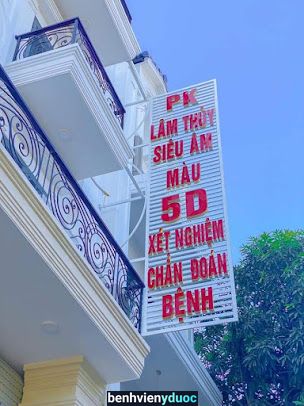 PK
LÂM THỦY
SIÊU ÂM
MÀU
5D
XÉT NGHIỆM
CHẨN ĐOÁN
BỆNH
benhvienyduoc